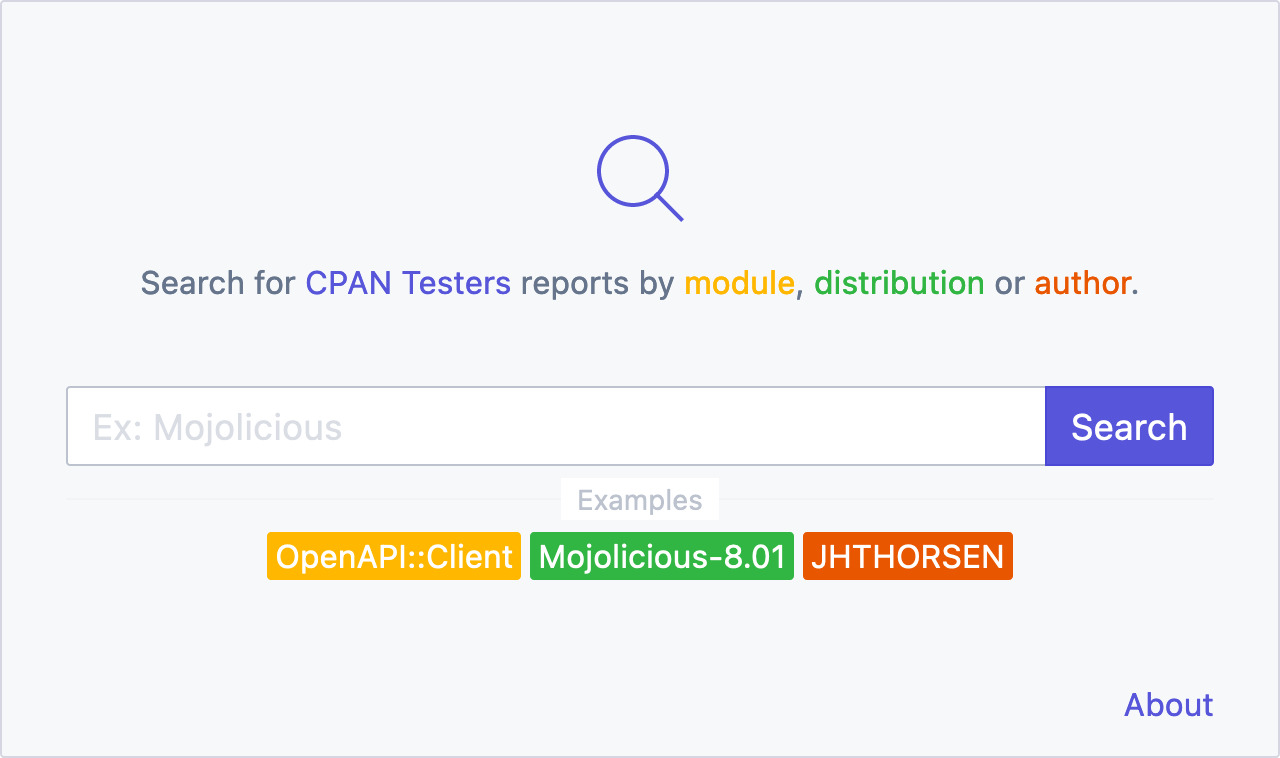 Search for CPAN Testers reports by module, distribution or author.
Ex: Mojolicious
Search
Examples
OpenAPI::Client Mojolicious-8.01 JHTHORSEN
About